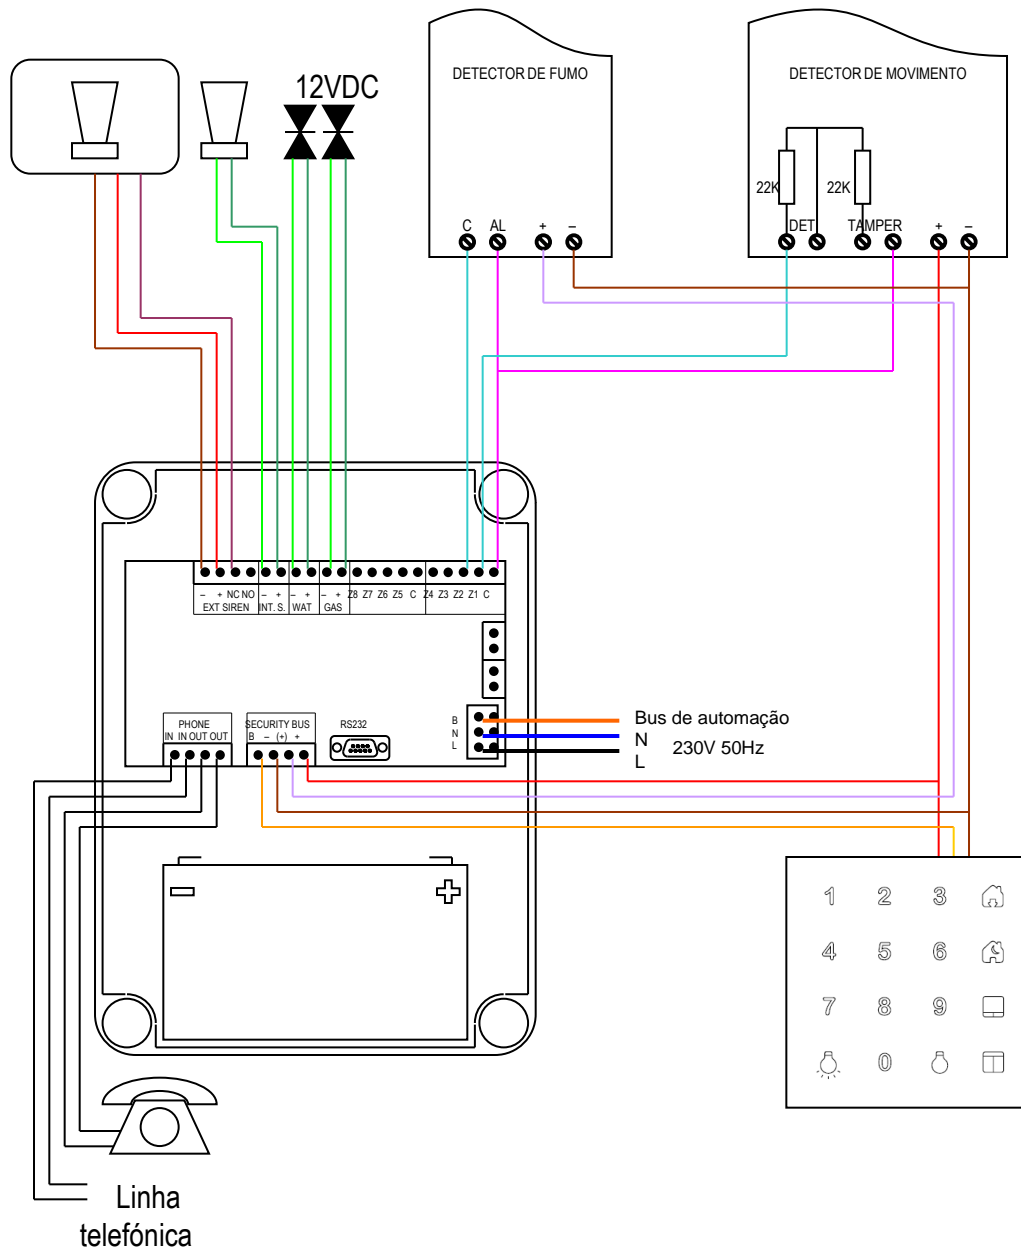 12VDC
DETECTOR DE FUMO
DETECTOR DE MOVIMENTO
22K
22K
C AL + –
DET TAMPER + –
– + NC NO – + – + – + Z8 Z7 Z6 Z5 C Z4 Z3 Z2 Z1 C
EXT SIREN INT. S. WAT GAS
PHONE
IN IN OUT OUT
SECURITY BUS
B – (+) +
RS232
B
N
L
Bus de automação
N
230V 50Hz
L
1 2 3
4 5 6
7 8 9
0
Linha
telefónica